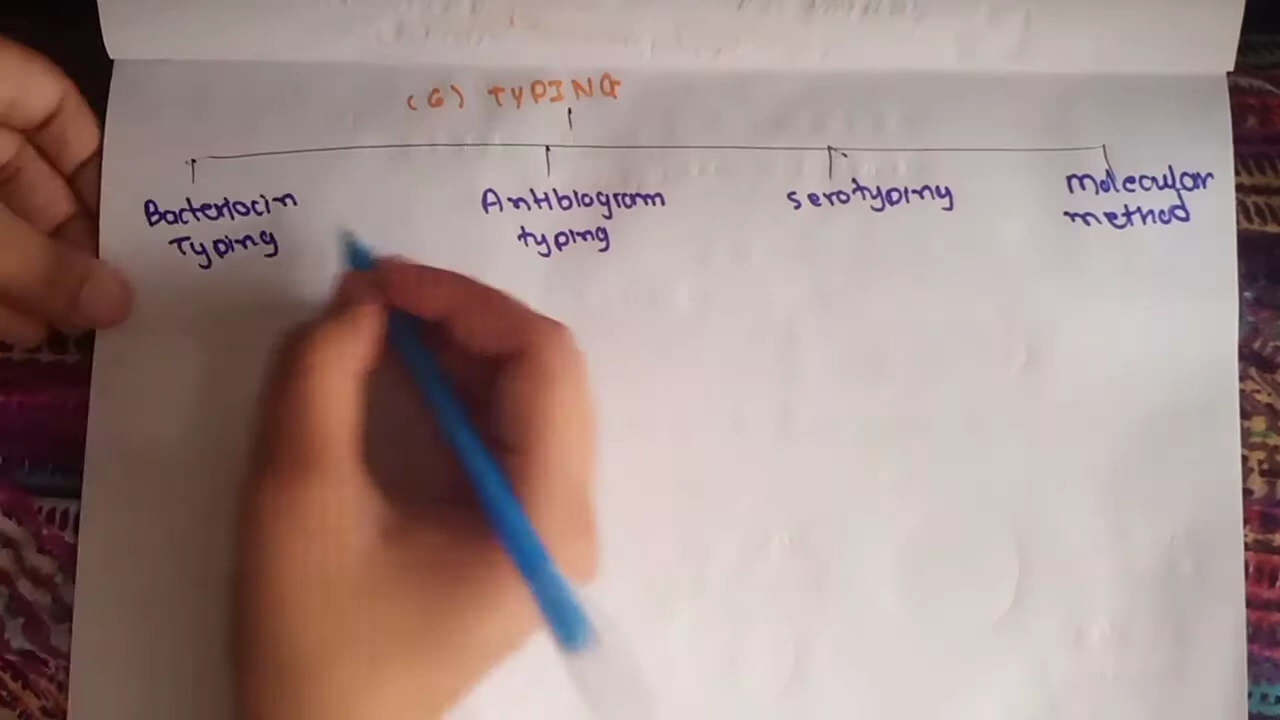 (6) TYPING
Bacteriocin
Typing
Antibiogram
typing
serotyping
Molecular
method